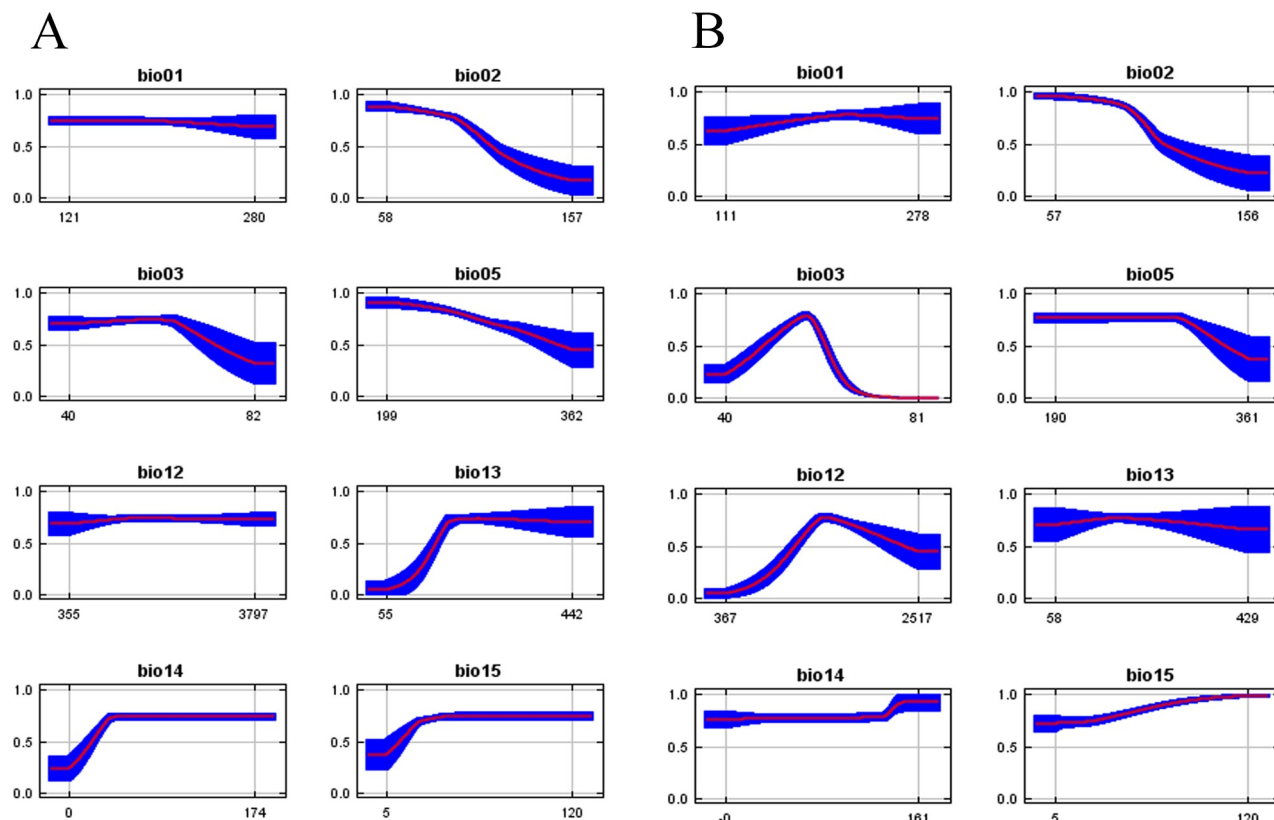 A B
bio01 bio02 bio01 bio02
1.0 1.0 1.0 1.0
0.5 0.5 0.5 0.5
0.0 0.0 0.0 0.0
121 280 58 157 111 278 57 156
bio03 bio05 bio03 bio05
1.0 1.0 1.0 1.0
0.5 0.5 0.5 0.5
0.0 0.0 0.0 0.0
40 82 199 362 40 81 190 361
bio12 bio13 bio12 bio13
1.0 1.0 1.0 1.0
0.5 0.5 0.5 0.5
0.0 0.0 0.0 0.0
355 3797 55 442 367 2517 58 429
bio14 bio15 bio14 bio15
1.0 1.0 1.0 1.0
0.5 0.5 0.5 0.5
0.0 0.0 0.0 0.0
0 174 5 120 -0 161 5 120